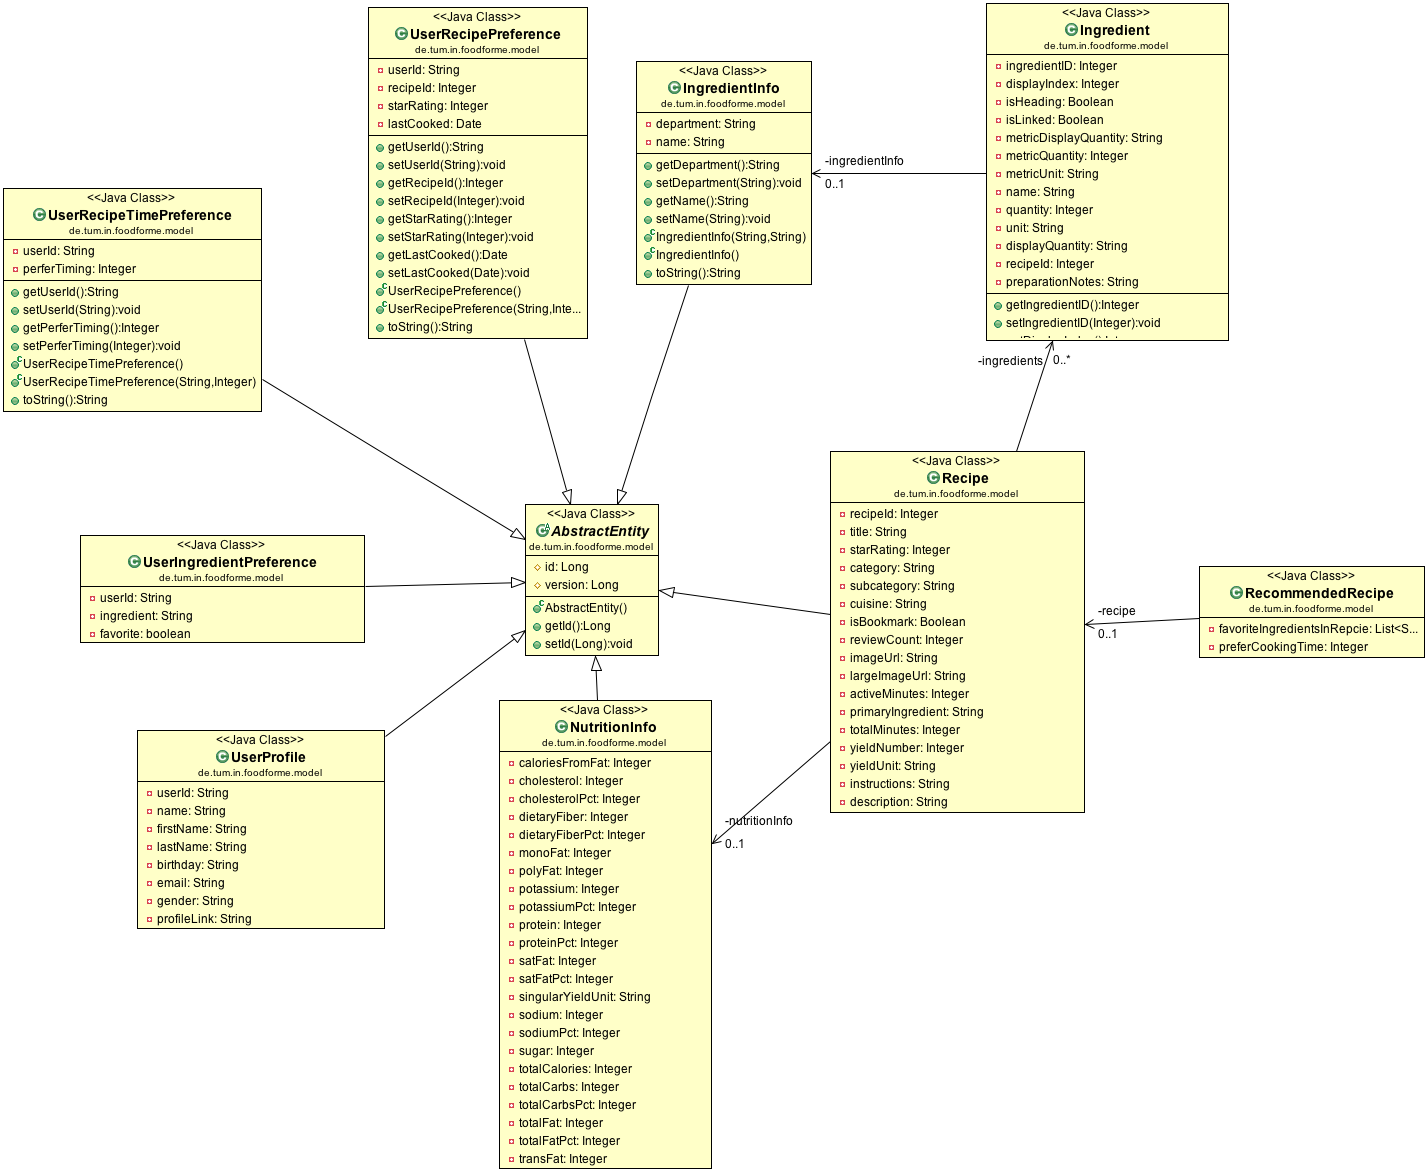 <<Java Class>>
UserRecipePreference
de.tum.in.foodforme.model
userId: String
recipeId: Integer
starRating: Integer
lastCooked: Date
getUserId():String
setUserId(String):void
getRecipeId():Integer
setRecipeId(Integer):void
getStarRating():Integer
setStarRating(Integer):void
getLastCooked():Date
setLastCooked(Date):void
UserRecipePreference()
UserRecipePreference(String,Inte...
toString():String
<<Java Class>>
IngredientInfo
de.tum.in.foodforme.model
department: String
name: String
getDepartment():String
setDepartment(String):void
getName():String
setName(String):void
IngredientInfo(String,String)
IngredientInfo()
toString():String
-ingredientInfo
0..1
<<Java Class>>
Ingredient
de.tum.in.foodforme.model
ingredientID: Integer
displayIndex: Integer
isHeading: Boolean
isLinked: Boolean
metricDisplayQuantity: String
metricQuantity: Integer
metricUnit: String
name: String
quantity: Integer
unit: String
displayQuantity: String
recipeId: Integer
preparationNotes: String
getIngredientID():Integer
setIngredientID(Integer):void
-ingredients
0..*
<<Java Class>>
UserRecipeTimePreference
de.tum.in.foodforme.model
userId: String
perferTiming: Integer
getUserId():String
setUserId(String):void
getPerferTiming():Integer
setPerferTiming(Integer):void
UserRecipeTimePreference()
UserRecipeTimePreference(String,Integer)
toString():String
<<Java Class>>
AbstractEntity
de.tum.in.foodforme.model
id: Long
version: Long
AbstractEntity()
getId():Long
setId(Long):void
<<Java Class>>
UserIngredientPreference
de.tum.in.foodforme.model
userId: String
ingredient: String
favorite: boolean
<<Java Class>>
Recipe
de.tum.in.foodforme.model
recipeId: Integer
title: String
starRating: Integer
category: String
subcategory: String
cuisine: String
isBookmark: Boolean
reviewCount: Integer
imageUrl: String
largeImageUrl: String
activeMinutes: Integer
primaryIngredient: String
totalMinutes: Integer
yieldNumber: Integer
yieldUnit: String
instructions: String
description: String
-recipe
0..1
<<Java Class>>
RecommendedRecipe
de.tum.in.foodforme.model
favoriteIngredientsInRepcie: List<S...
preferCookingTime: Integer
<<Java Class>>
UserProfile
de.tum.in.foodforme.model
userId: String
name: String
firstName: String
lastName: String
birthday: String
email: String
gender: String
profileLink: String
<<Java Class>>
NutritionInfo
de.tum.in.foodforme.model
caloriesFromFat: Integer
cholesterol: Integer
cholesterolPct: Integer
dietaryFiber: Integer
dietaryFiberPct: Integer
monoFat: Integer
polyFat: Integer
potassium: Integer
potassiumPct: Integer
protein: Integer
proteinPct: Integer
satFat: Integer
satFatPct: Integer
singularYieldUnit: String
sodium: Integer
sodiumPct: Integer
sugar: Integer
totalCalories: Integer
totalCarbs: Integer
totalCarbsPct: Integer
totalFat: Integer
totalFatPct: Integer
transFat: Integer
-nutritionInfo
0..1